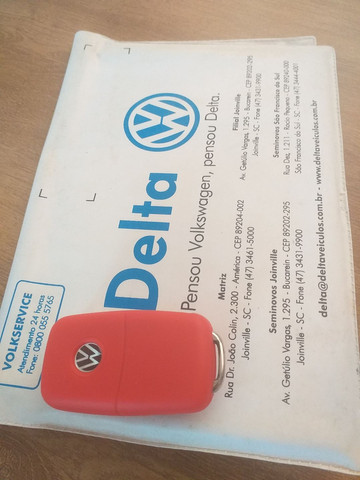 VOLKSERVICE
Atendimento 24 horas
Fone: 0800 055 5765
Delta
Pensou Volkswagen, pensou Delta.
Matriz
Rua Dr. João Colin, 2.300 - América - CEP 89204-002
Joinville - SC - Fone (47) 3461-5000
Filial Joinville
Av. Getúlio Vargas, 1.295 - Bucarein - CEP 89202-295
Joinville - SC - Fone (47) 3431-9900
Seminovos Joinville
Av. Getúlio Vargas, 1.295 - Bucarein - CEP 89202-295
Joinville - SC - Fone (47) 3431-9900
Seminovos São Francisco do Sul
São Francisco do Sul - SC - Fone (47)
delta@deltaveiculos.com.br - www.deltaveiculos.com.br